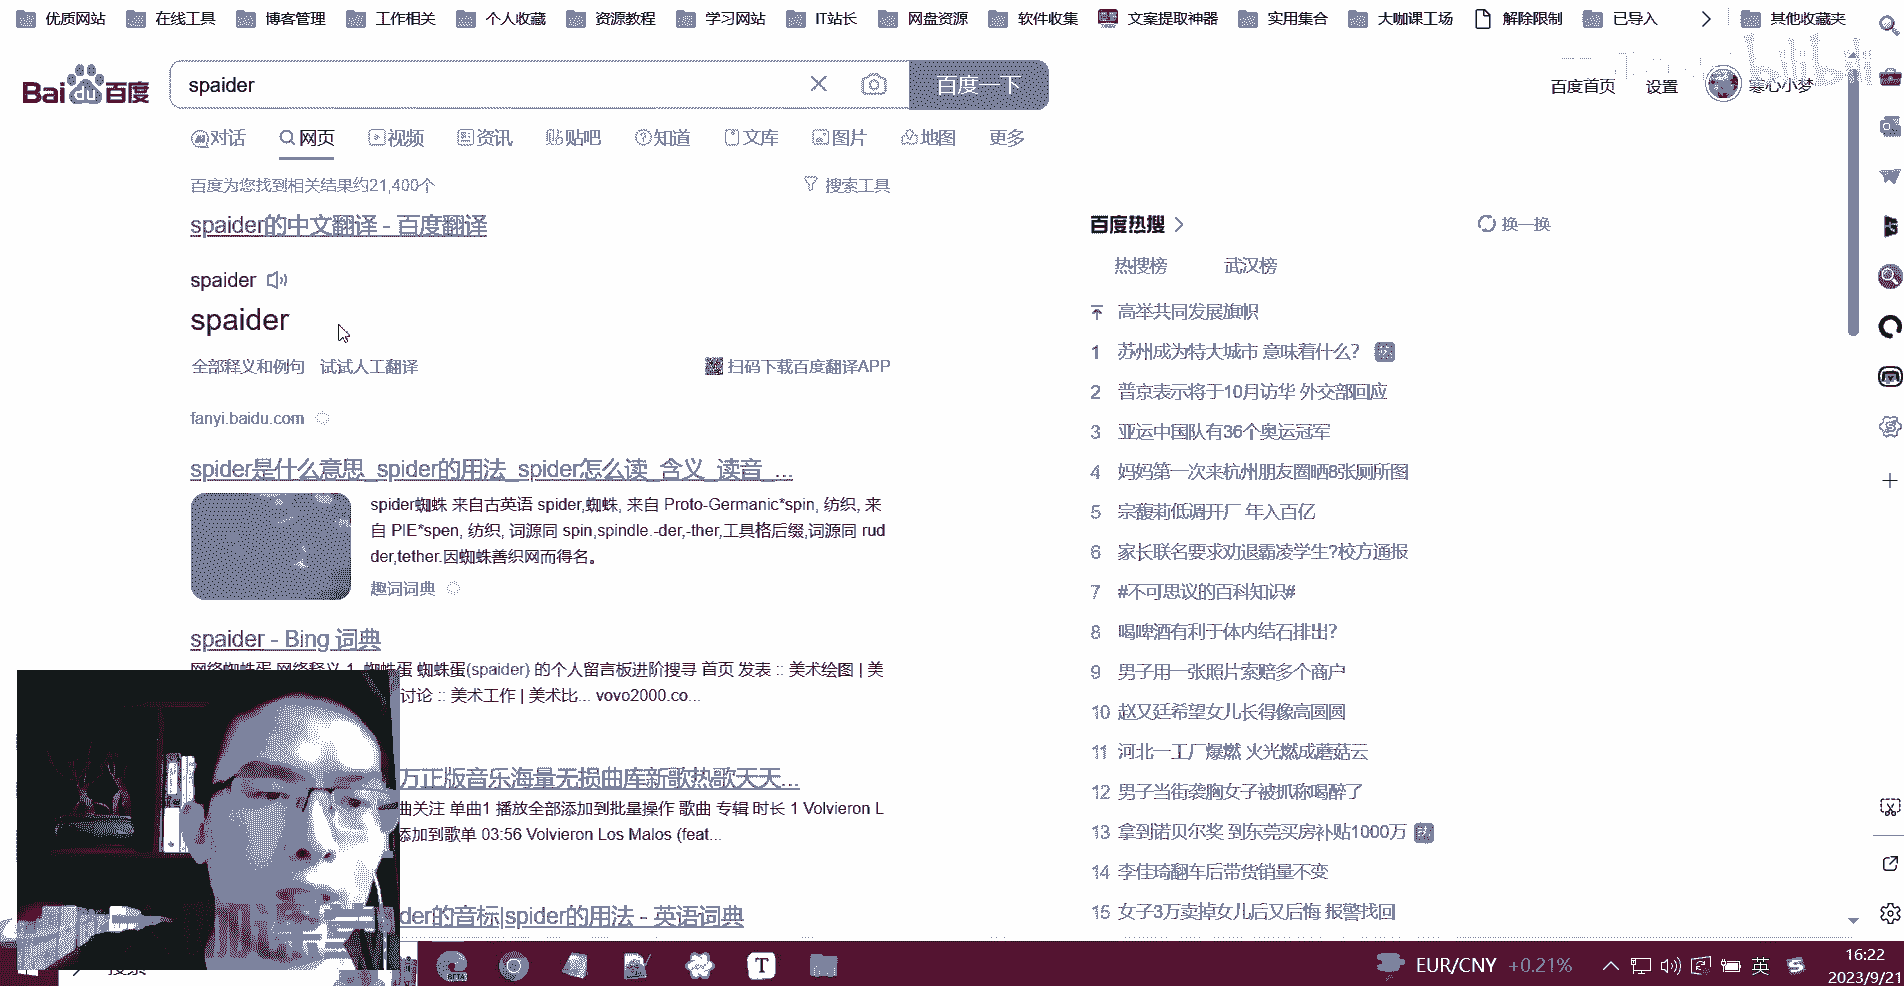 优质网站 在线工具 博客管理 工作相关 个人收藏 资源教程 学习网站 IT站长 网盘资源 软件收集 文案提取神器 实用集合 大咖课工场 解除限制 已导入 其他收藏夹
bilibili
Bai du 百度 spaider 百度一下 百度首页 设置 寒心小梦
对话 网页 视频 资讯 贴吧 知道 文库 图片 地图 更多
百度为您找到相关结果约21,400个 搜索工具
spaider的中文翻译 - 百度翻译
spaider
spaider
全部释义和例句 试试人工翻译 扫码下载百度翻译APP
fanyi.baidu.com
spider是什么意思_spider的用法_spider怎么读_含义_读音_...
spider蜘蛛 来自古英语 spider,蜘蛛, 来自 Proto-Germanic*spin, 纺织, 来
自 PIE*spen, 纺织, 词源同 spin,spindle.-der,-ther,工具格后缀,词源同 rud
der,tether.因蜘蛛善织网而得名。
趣词词典
spaider - Bing 词典
网络蜘蛛蛋 网络释义 1. 蜘蛛蛋 蜘蛛蛋(spaider) 的个人留言板进阶搜寻 首页 发表 :: 美术绘图 | 美
讨论 :: 美术工作 | 美术比... vovo2000.co...
万正版音乐海量无损曲库新歌热歌天天...
曲关注 单曲1 播放全部添加到批量操作 歌曲 专辑 时长 1 Volvieron L
添加到歌单 03:56 Volvieron Los Malos (feat...
der的音标|spider的用法 - 英语词典
百度热搜 换一换
热搜榜 武汉榜
高举共同发展旗帜
1 苏州成为特大城市 意味着什么? 热
2 普京表示将于10月访华 外交部回应
3 亚运中国队有36个奥运冠军
4 妈妈第一次来杭州朋友圈晒8张厕所图
5 宗馥莉低调开厂 年入百亿
6 家长联名要求劝退霸凌学生?校方通报
7 #不可思议的百科知识#
8 喝啤酒有利于体内结石排出?
9 男子用一张照片索赔多个商户
10 赵又廷希望女儿长得像高圆圆
11 河北一工厂爆燃 火光燃成蘑菇云
12 男子当街袭胸女子被抓称喝醉了
13 拿到诺贝尔奖 到东莞买房补贴1000万 热
14 李佳琦翻车后带货销量不变
15 女子3万卖掉女儿后又后悔 报警找回
搜索 BETA T EUR/CNY +0.21% 英 16:22
2023/9/21